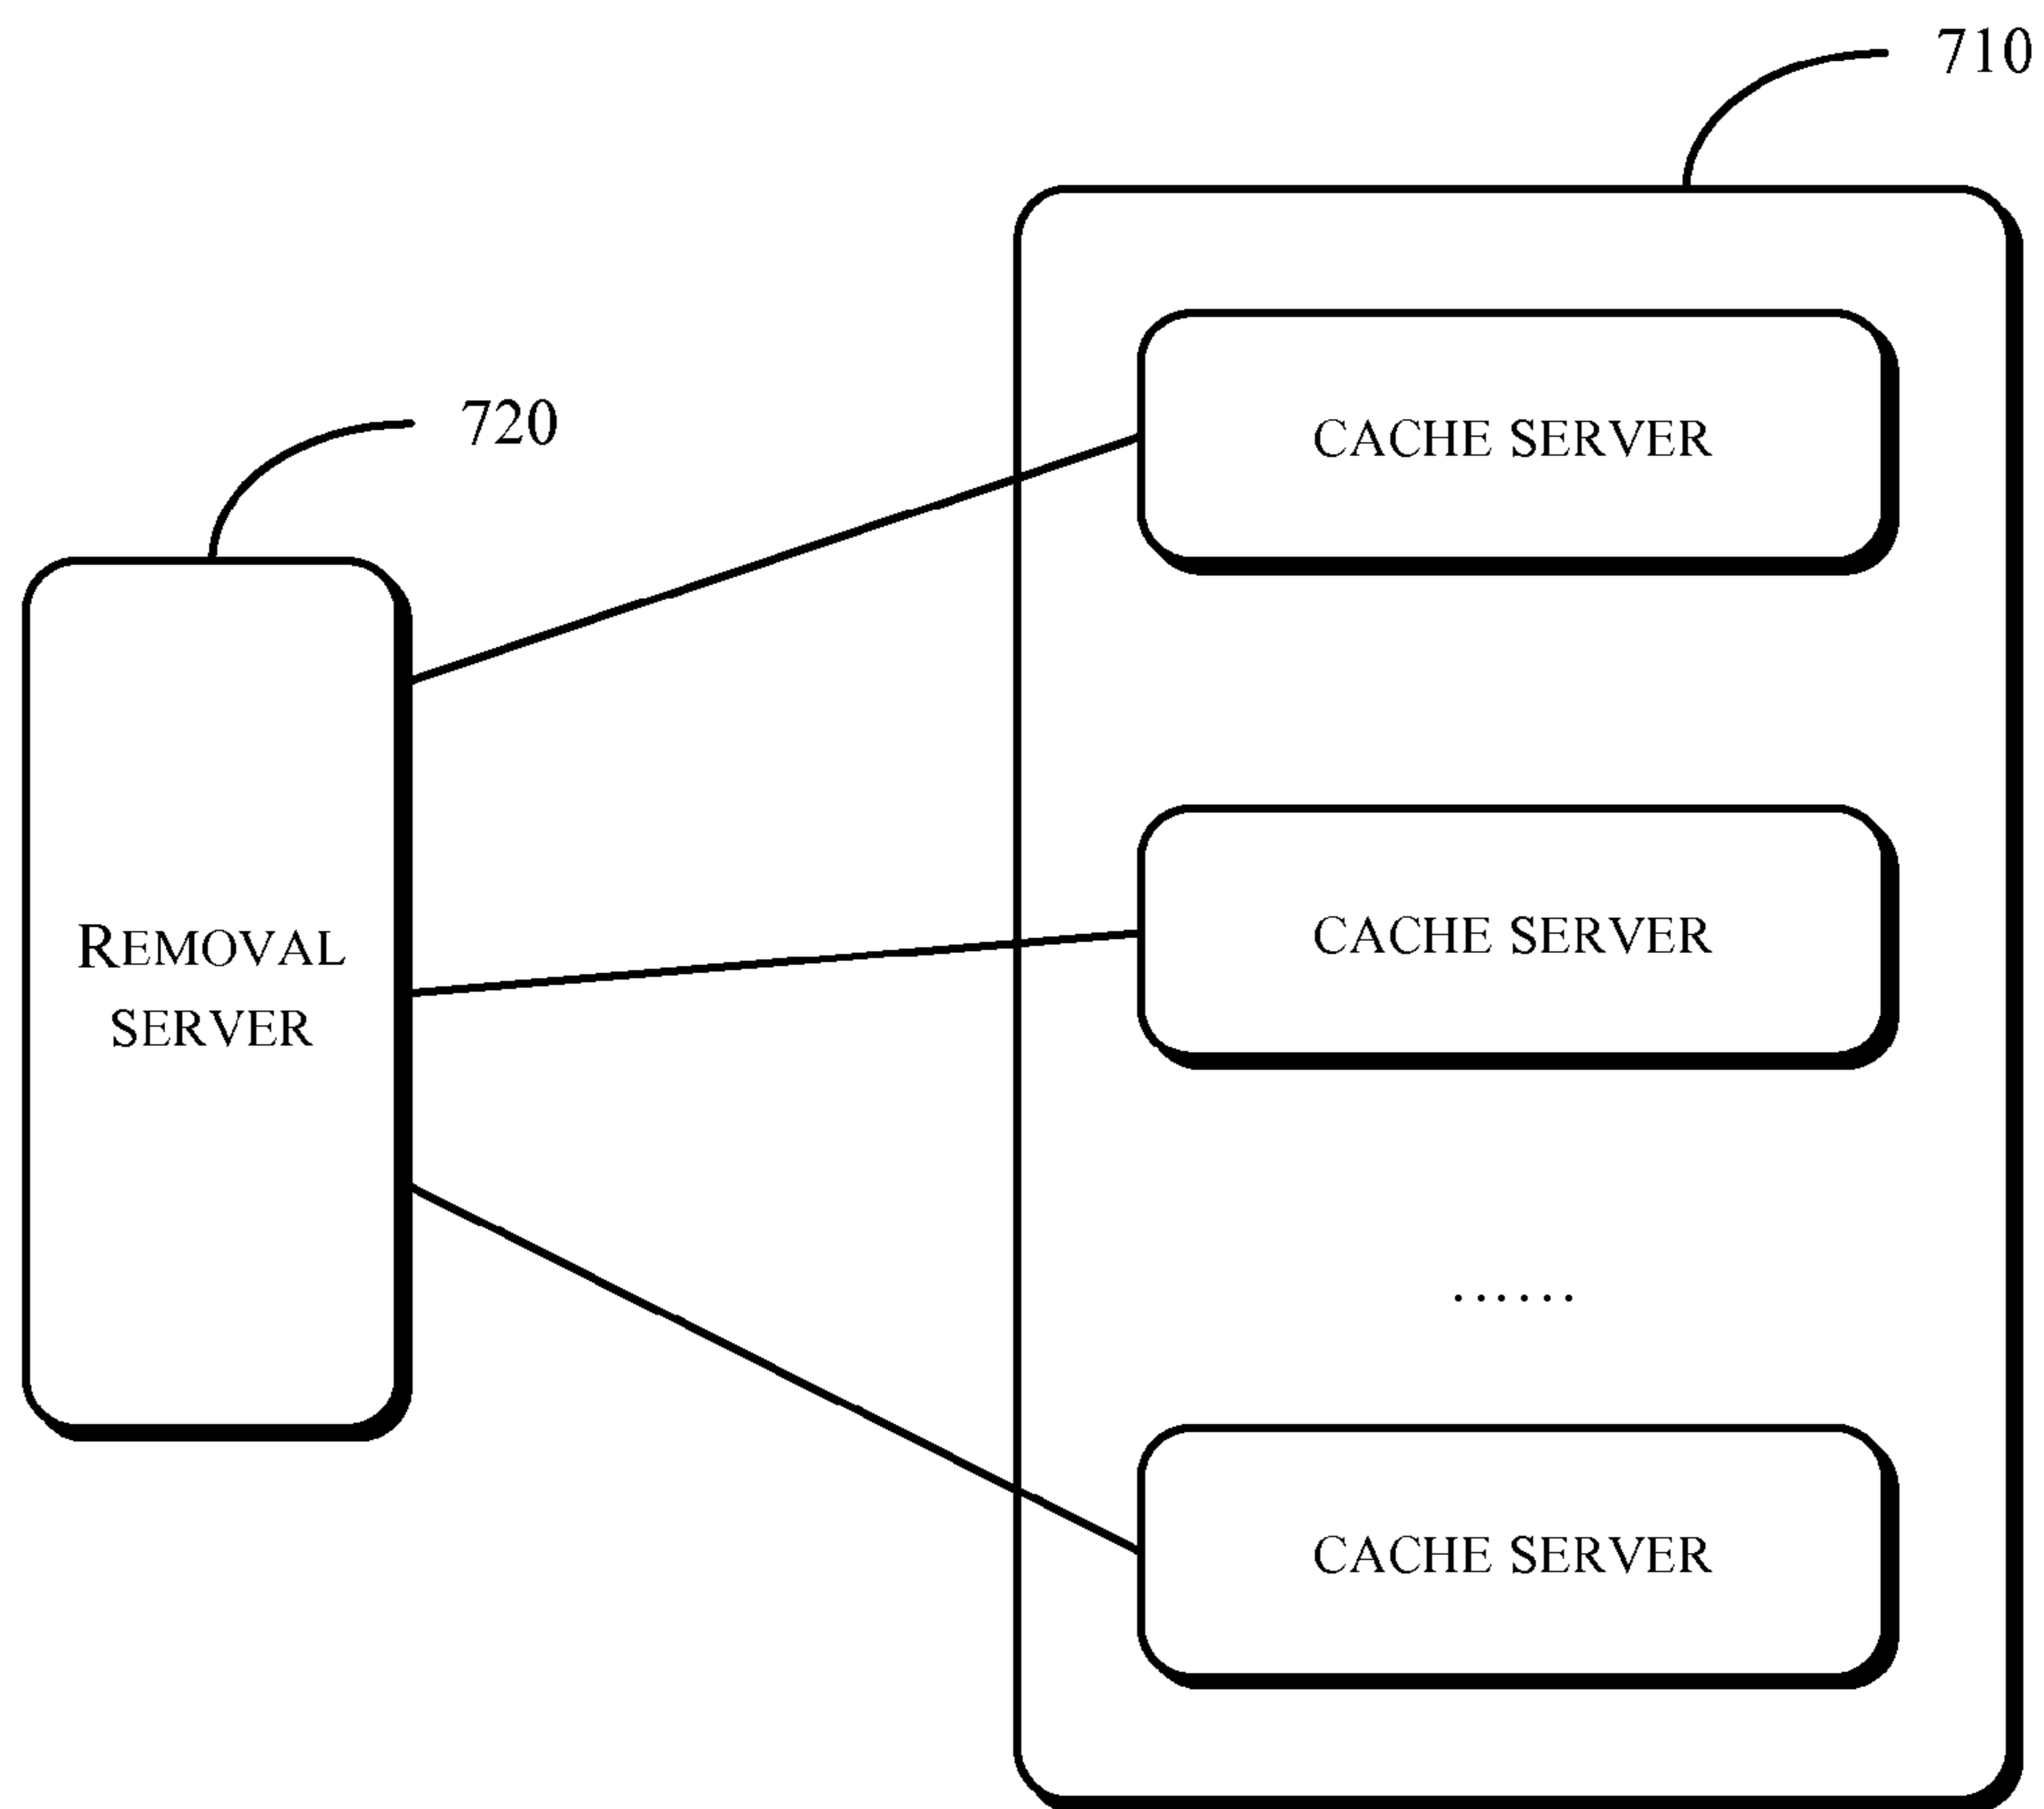 710
720
CACHE SERVER
CACHE SERVER
REMOVAL
SERVER
......
CACHE SERVER